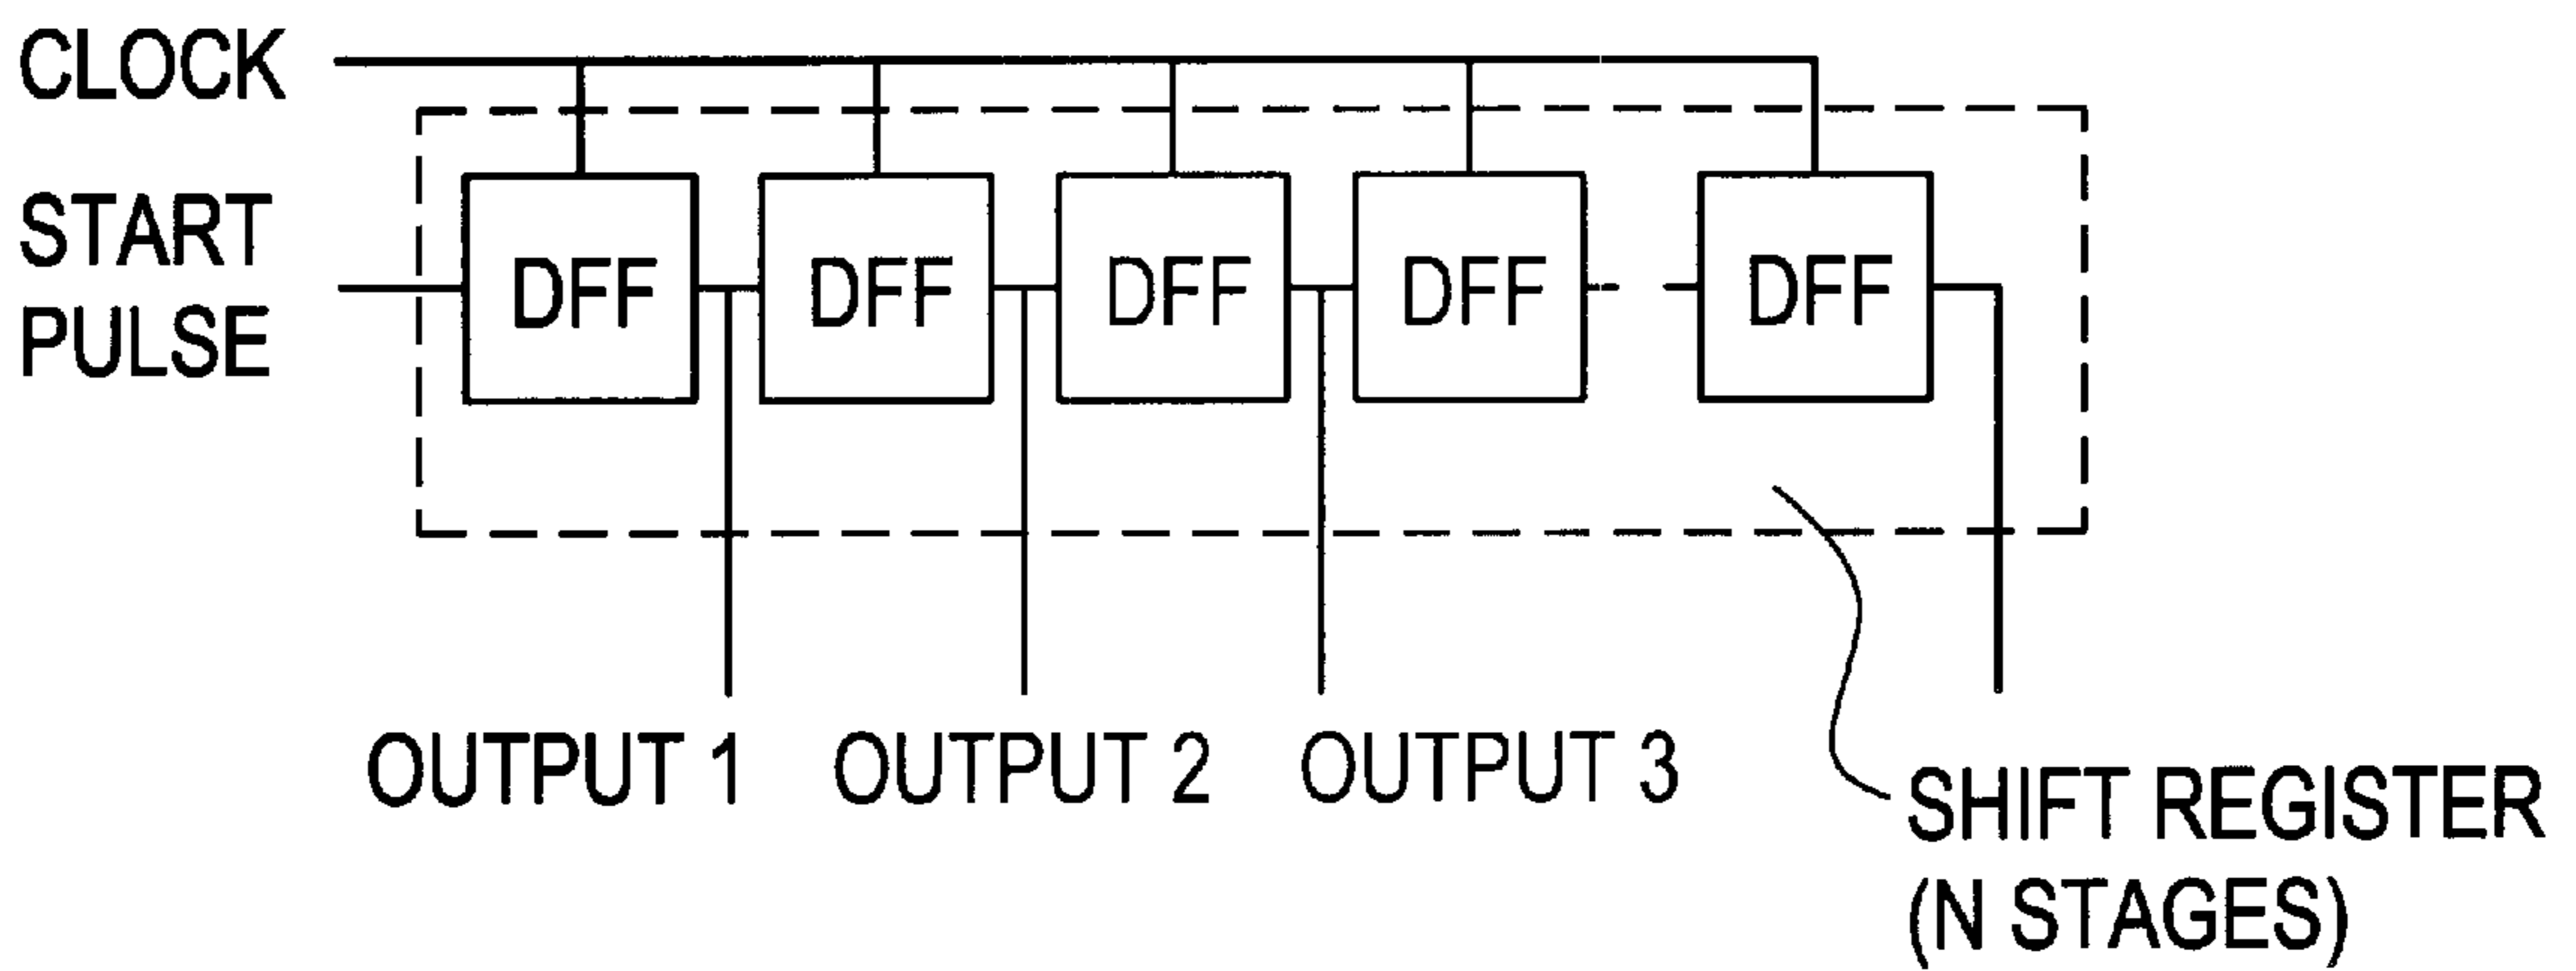 CLOCK
START
PULSE
DFF DFF DFF DFF DFF
OUTPUT 1 OUTPUT 2 OUTPUT 3
SHIFT REGISTER
(N STAGES)